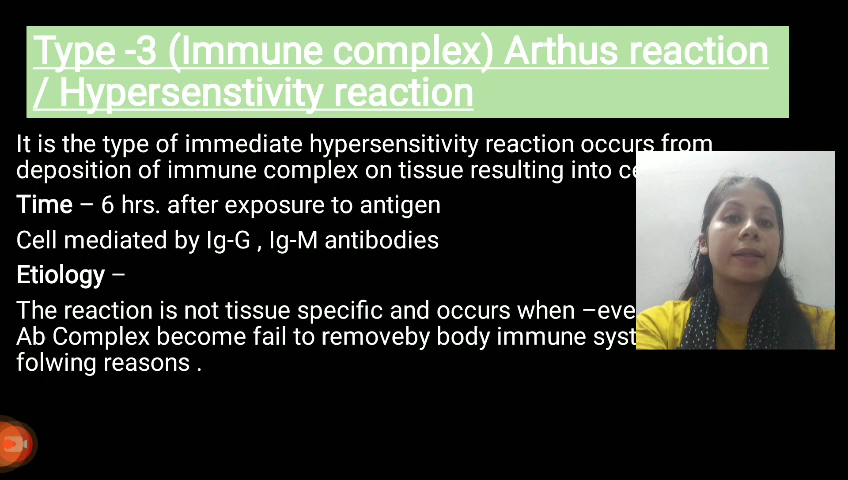 Type -3 (Immune complex) Arthus reaction
/ Hypersenstivity reaction
It is the type of immediate hypersensitivity reaction occurs from
deposition of immune complex on tissue resulting into
Time – 6 hrs. after exposure to antigen
Cell mediated by Ig-G , Ig-M antibodies
Etiology –
The reaction is not tissue specific and occurs when
Ab Complex become fail to removeby body immune
folwing reasons .